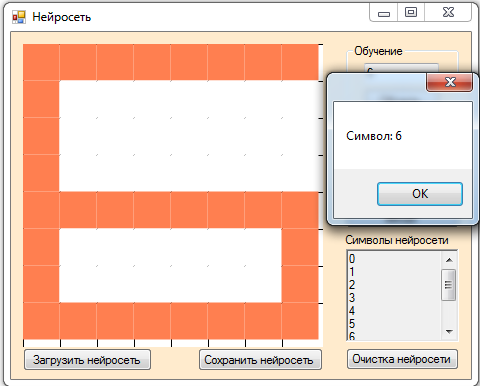 Нейросеть
Обучение
Символ: 6
OK
Символы нейросети
0
1
2
3
4
5
6
Загрузить нейросеть
Сохранить нейросеть
Очистка нейросети